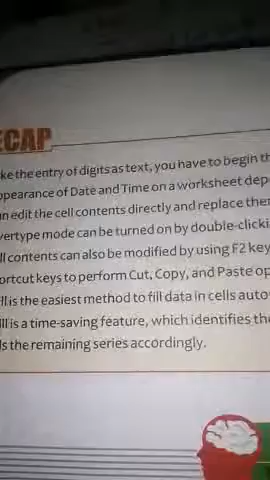 ECAP
ke the entry of digits as text, you have to begin th
ppearance of Date and Time on a worksheet dep
n edit the cell contents directly and replace the
vertype mode can be turned on by double-clicki
ll contents can also be modified by using F2 key
ortcut keys to perform Cut, Copy, and Paste op
ll is the easiest method to fill data in cells auto
ill is a time-saving feature, which identifies the
ls the remaining series accordingly.